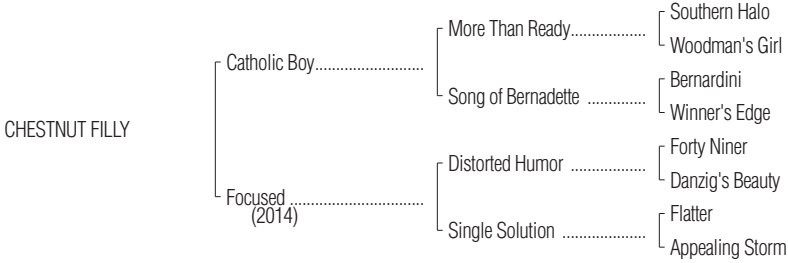 Southern Halo
More Than Ready..................
Woodman's Girl
Catholic Boy..........................
Bernardini
Song of Bernadette ..............
Winner's Edge
CHESTNUT FILLY
Forty Niner
Distorted Humor ..................
Danzig's Beauty
Focused ................................
(2014)
Flatter
Single Solution ....................
Appealing Storm